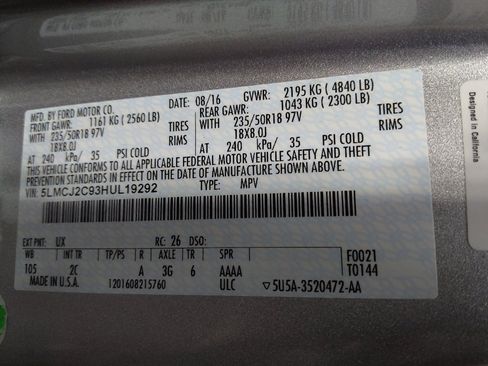 MFD. BY FORD MOTOR CO.
DATE: 08/16 GVWR: 2195 KG ( 4840 LB)
FRONT GAWR: 1161 KG ( 2560 LB) REAR GAWR: 1043 KG ( 2300 LB)
235/50R18 97V TIRES 235/50R18 97V TIRES
18X8.0J RIMS 18X8.0J RIMS
AT 240 kPa/ 35 PSI COLD AT 240 kPa/ 35 PSI COLD
THIS VEHICLE CONFORMS TO ALL APPLICABLE FEDERAL MOTOR VEHICLE SAFETY AND THEFT
PREVENTION STANDARDS IN EFFECT ON THE DATE OF MANUFACTURE SHOWN ABOVE.
VIN: 5LMCJ2C93HUL19292 TYPE: MPV
EXT PNT: UX RC: 26 DSO:
WB INT TR TP/PS R AXLE TR SPR F0021
105 2C A 3G 6 AAAA T0144
MADE IN U.S.A. 1201608215760 ULC ▽5U5A-3520472-AA
Designed in California